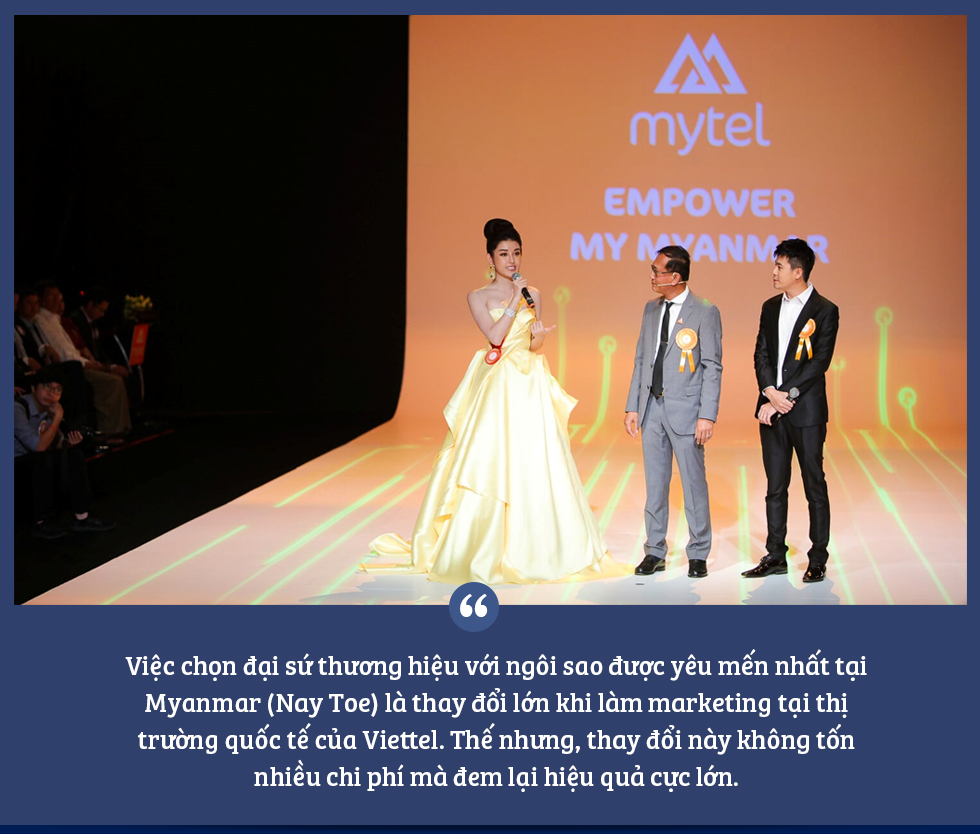 mytel
EMPOWER
MY MYANMAR
“
Việc chọn đại sứ thương hiệu với ngôi sao được yêu mến nhất tại
Myanmar (Nay Toe) là thay đổi lớn khi làm marketing tại thị
trường quốc tế của Viettel. Thế nhưng, thay đổi này không tốn
nhiều chi phí mà đem lại hiệu quả cực lớn.